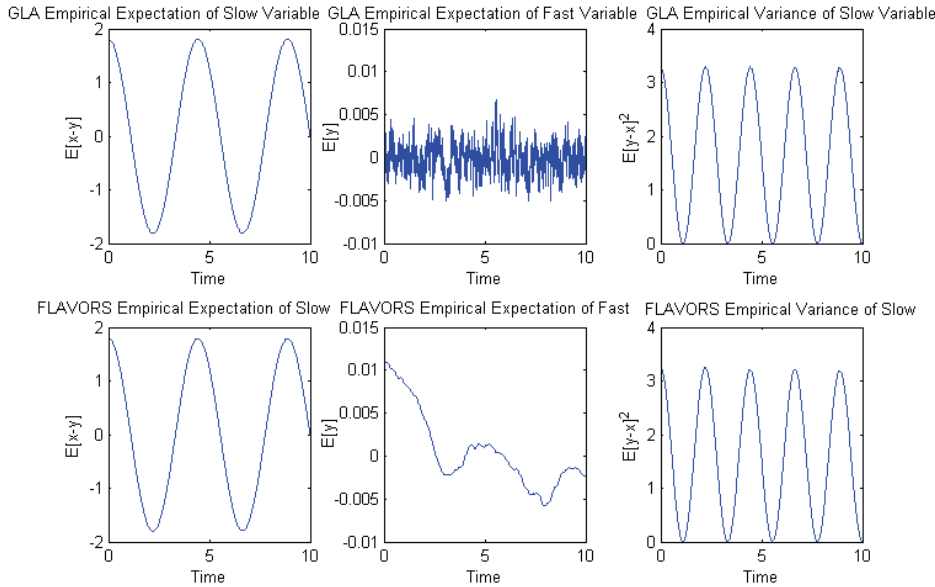 GLA Empirical Expectation of Slow Variable
2
1
0
-1
-2
E[x-y]
0
5
10
Time
GLA Empirical Expectation of Fast Variable
0.015
0.01
0.005
0
-0.005
-0.01
E[y]
0
5
10
Time
GLA Empirical Variance of Slow Variable
4
3
2
1
0
E[y-x]²
0
5
10
Time
FLAVORS Empirical Expectation of Slow
2
1
0
-1
-2
E[x-y]
0
5
10
Time
FLAVORS Empirical Expectation of Fast
0.015
0.01
0.005
0
-0.005
-0.01
E[y]
0
5
10
Time
FLAVORS Empirical Variance of Slow
4
3
2
1
0
E[y-x]²
0
5
10
Time